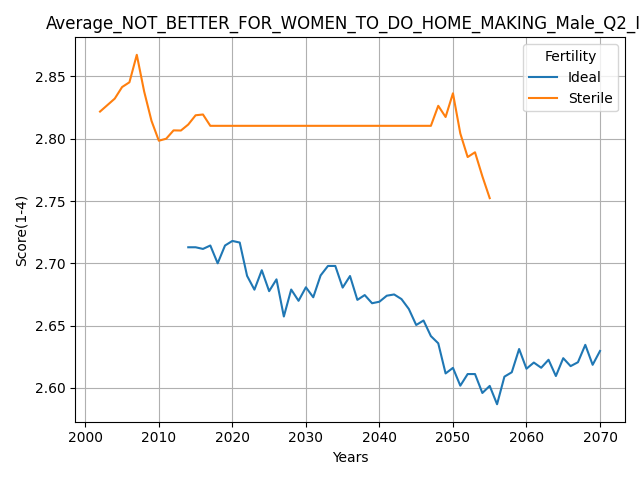 Average_NOT_BETTER_FOR_WOMEN_TO_DO_HOME_MAKING_Male_Q2_I
Fertility
Ideal
Sterile
2.85
2.80
2.75
2.70
2.65
2.60
Score(1-4)
2000 2010 2020 2030 2040 2050 2060 2070
Years